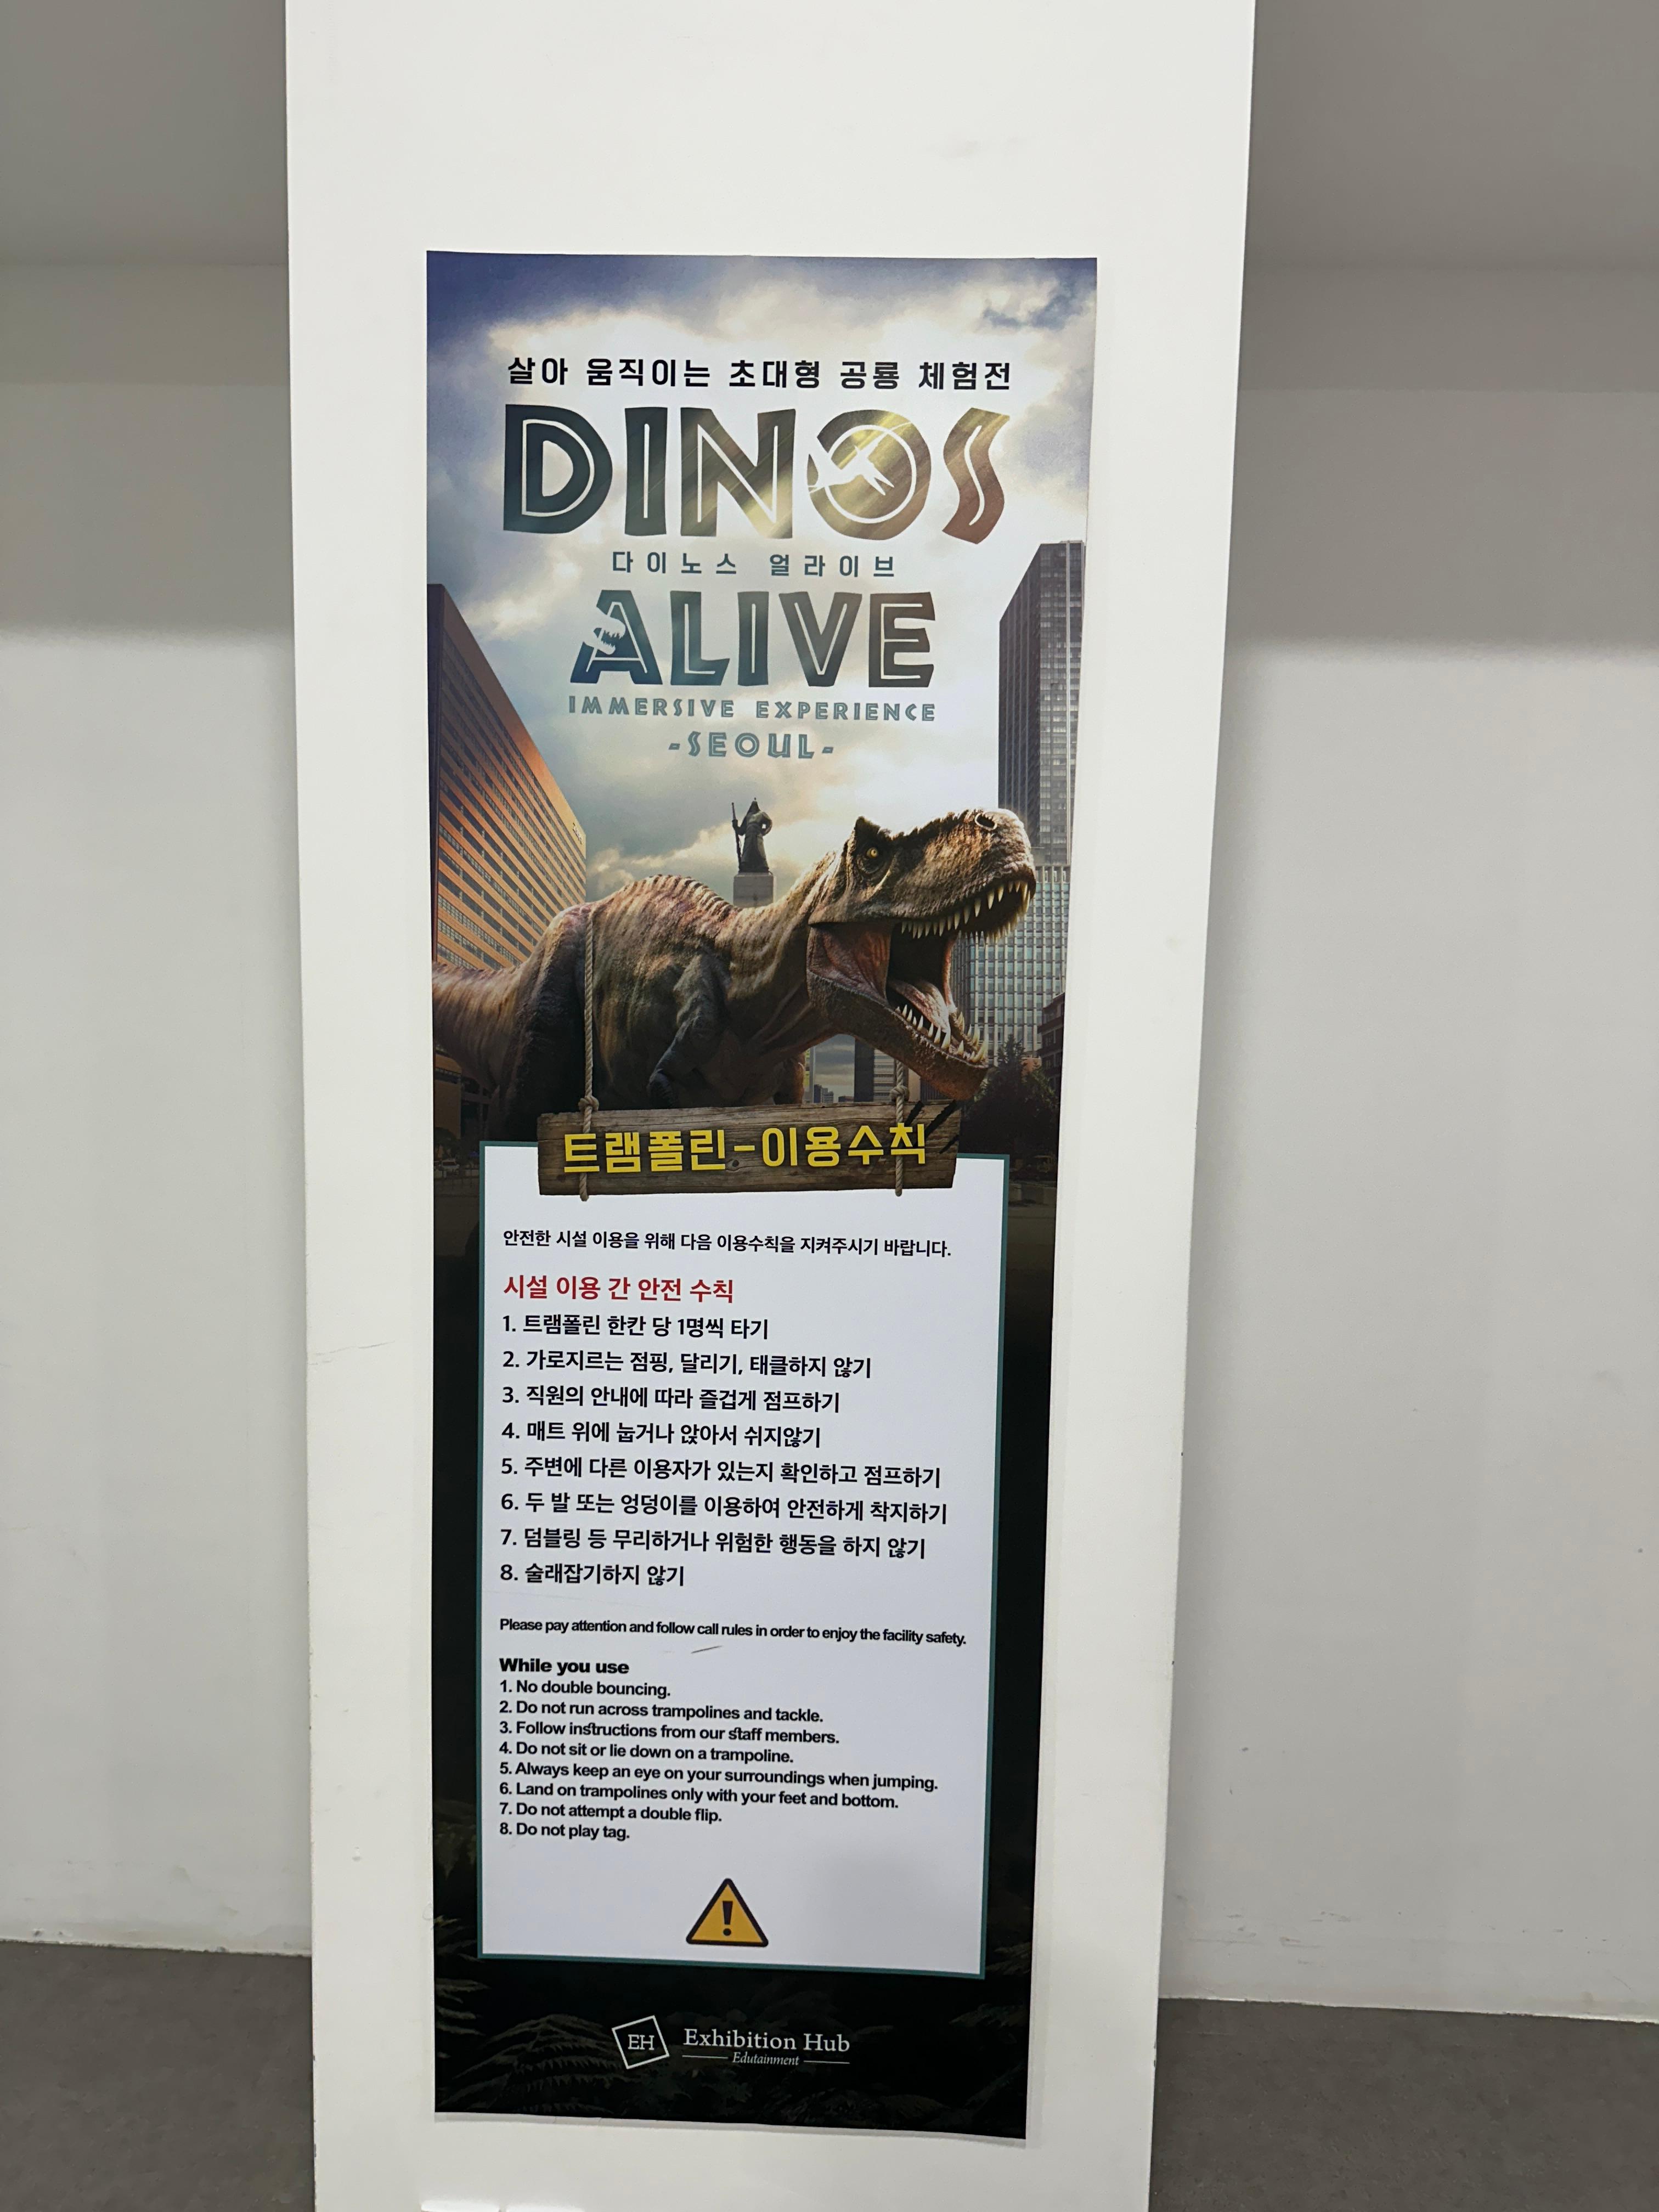 살아 움직이는 초대형 공룡 체험전
DINOS
다이노스 얼라이브
ALIVE
IMMERSIVE EXPERIENCE
-SEOUL-
트램폴린-이용수칙
안전한 시설 이용을 위해 다음 이용수칙을 지켜주시기 바랍니다.
시설 이용 간 안전 수칙
1. 트램폴린 한칸 당 1명씩 타기
2. 가로지르는 점핑, 달리기, 태클하지 않기
3. 직원의 안내에 따라 즐겁게 점프하기
4. 매트 위에 눕거나 앉아서 쉬지않기
5. 주변에 다른 이용자가 있는지 확인하고 점프하기
6. 두 발 또는 엉덩이를 이용하여 안전하게 착지하기
7. 덤블링 등 무리하거나 위험한 행동을 하지 않기
8. 술래잡기하지 않기
Please pay attention and follow call rules in order to enjoy the facility safety.
While you use
1. No double bouncing.
2. Do not run across trampolines and tackle.
3. Follow instructions from our staff members.
4. Do not sit or lie down on a trampoline.
5. Always keep an eye on your surroundings when jumping.
6. Land on trampolines only with your feet and bottom.
7. Do not attempt a double flip.
8. Do not play tag.
EH Exhibition Hub
Edutainment